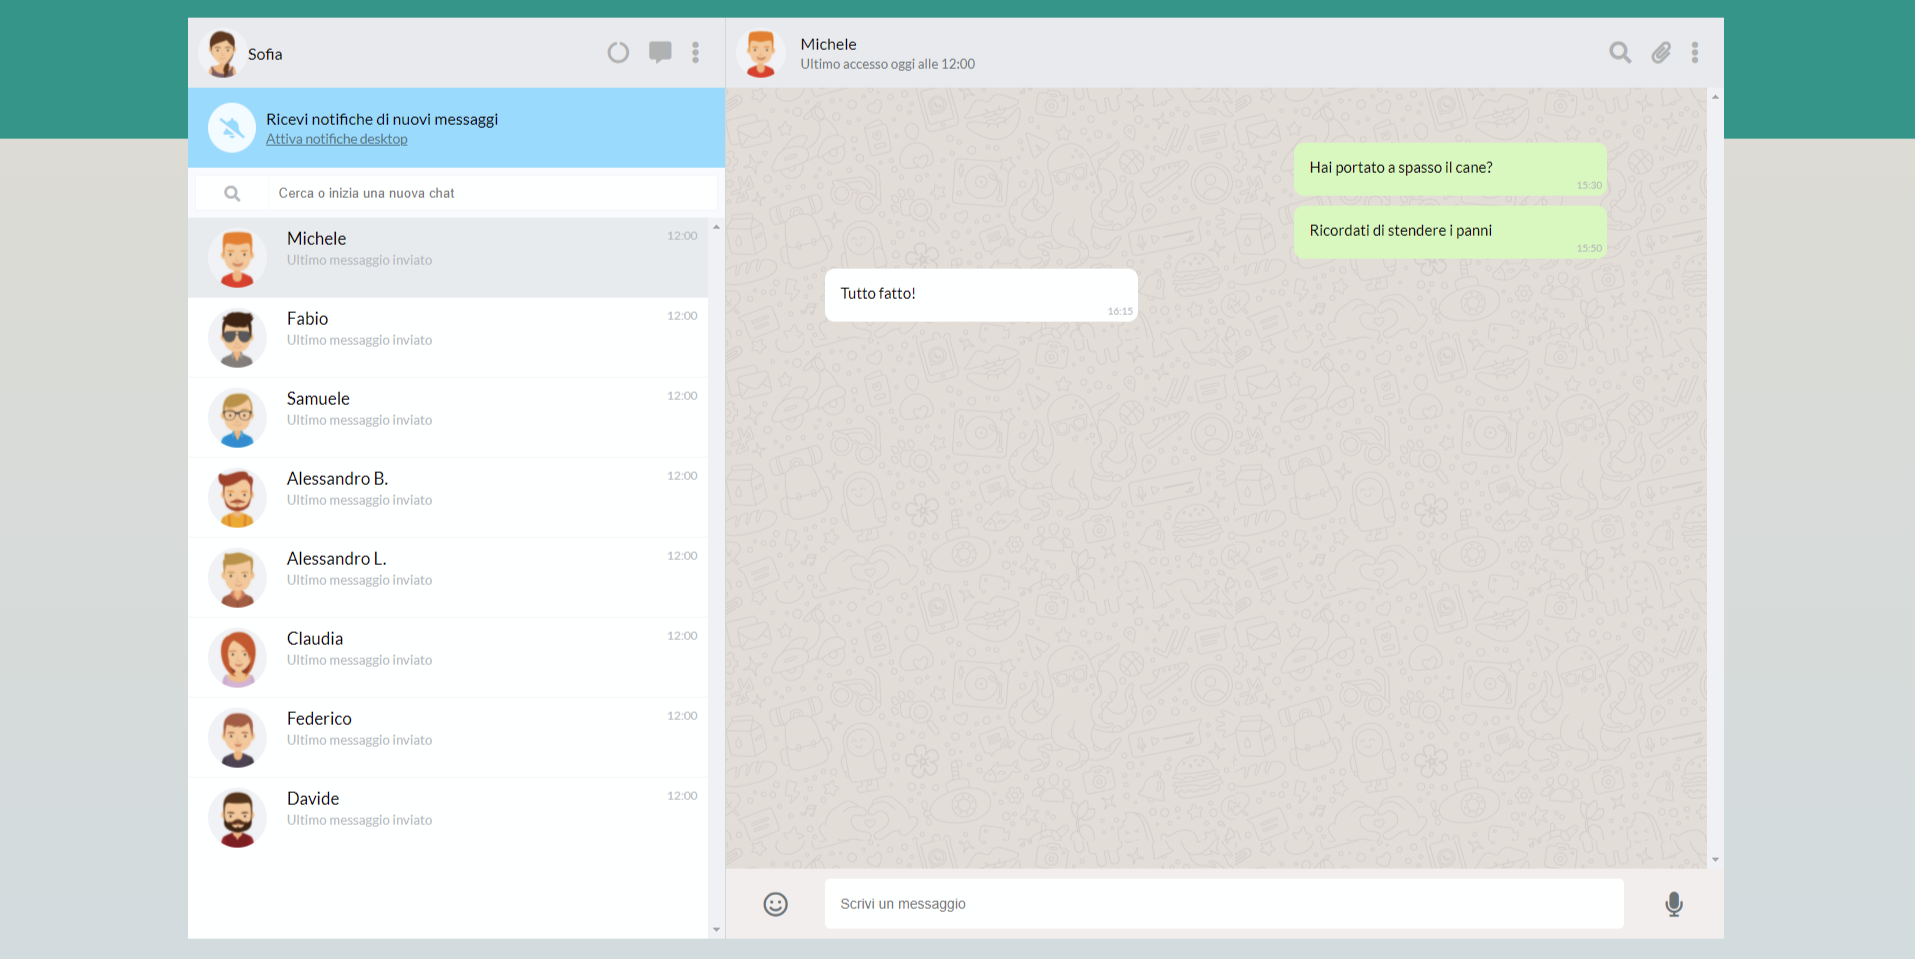 Sofia
Ricevi notifiche di nuovi messaggi
Attiva notifiche desktop
Cerca o inizia una nuova chat
Michele
12:00
Ultimo messaggio inviato
Fabio
12:00
Ultimo messaggio inviato
Samuele
12:00
Ultimo messaggio inviato
Alessandro B.
12:00
Ultimo messaggio inviato
Alessandro L.
12:00
Ultimo messaggio inviato
Claudia
12:00
Ultimo messaggio inviato
Federico
12:00
Ultimo messaggio inviato
Davide
12:00
Ultimo messaggio inviato
Michele
Ultimo accesso oggi alle 12:00
Hai portato a spasso il cane?
15:30
Ricordati di stendere i panni
15:50
Tutto fatto!
16:15
Scrivi un messaggio